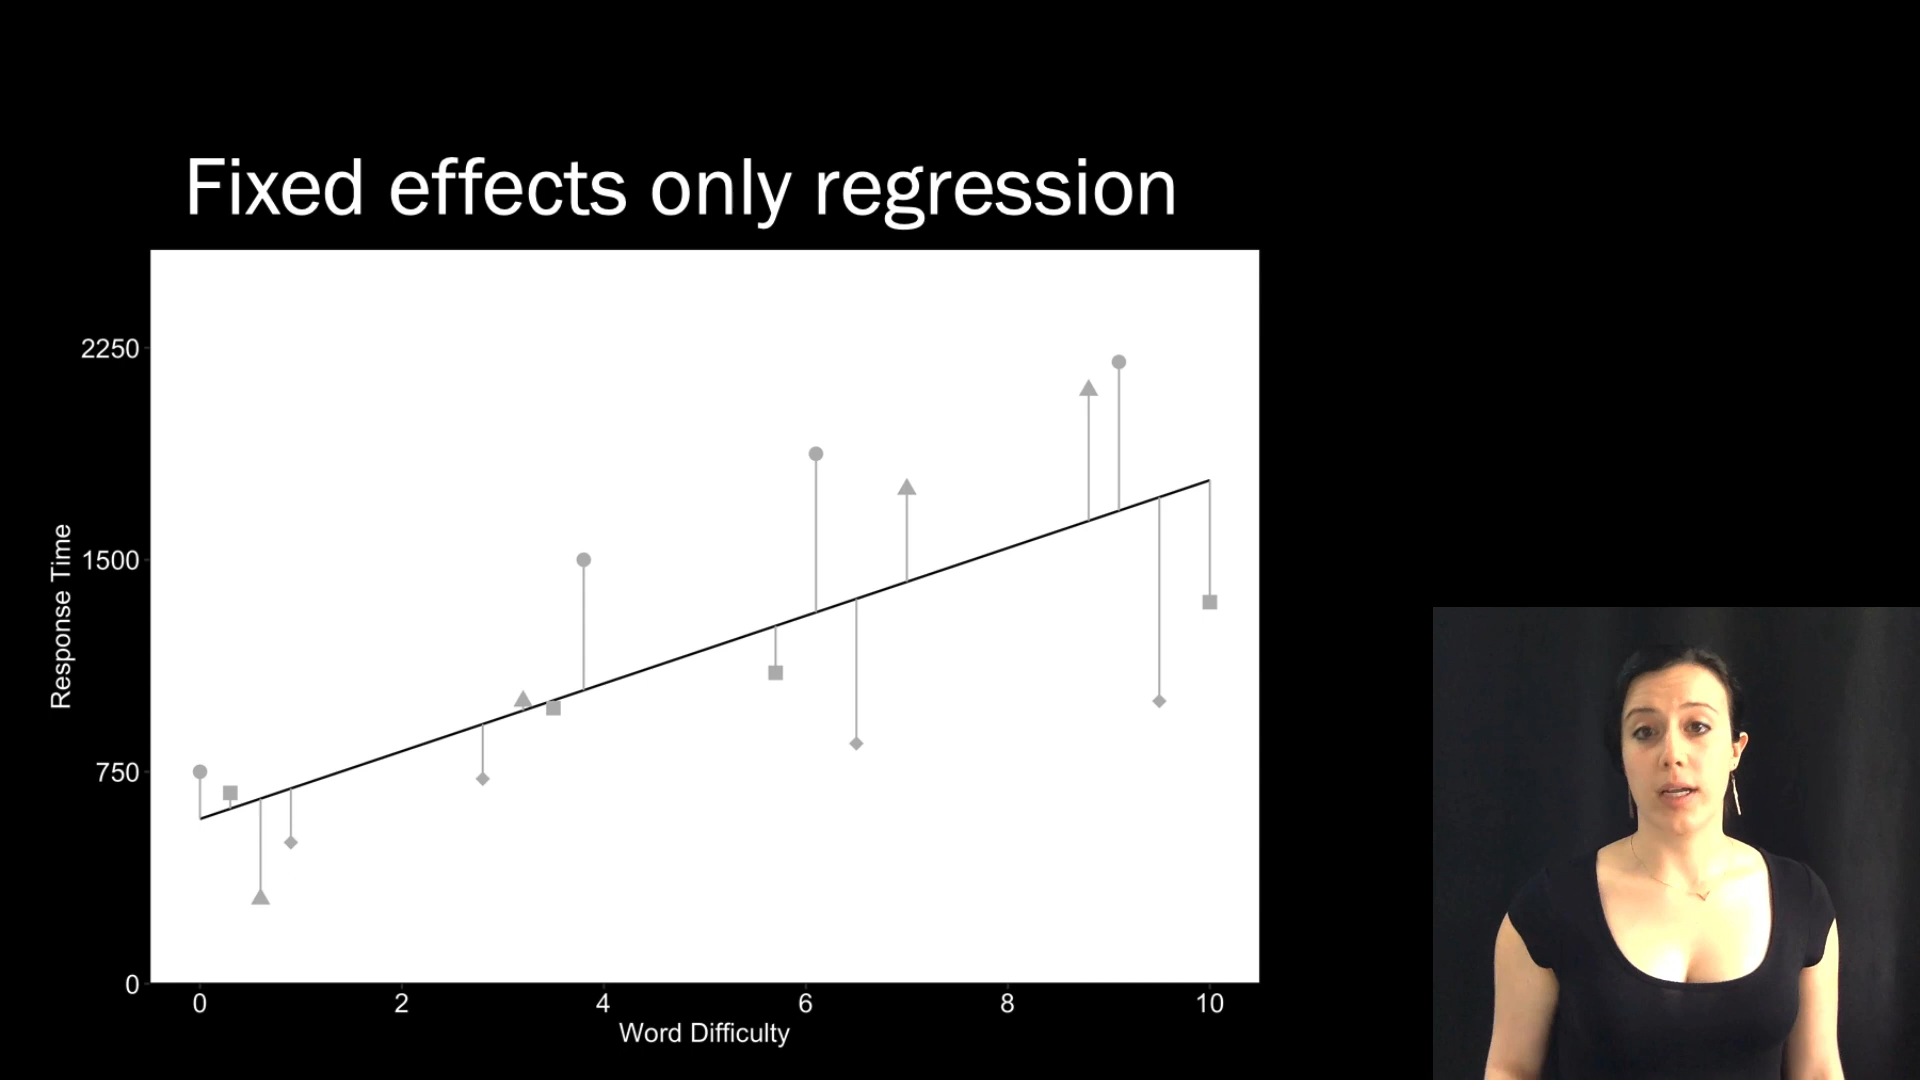 Fixed effects only regression
2250
1500
750
0
Response Time
0 2 4 6 8 10
Word Difficulty